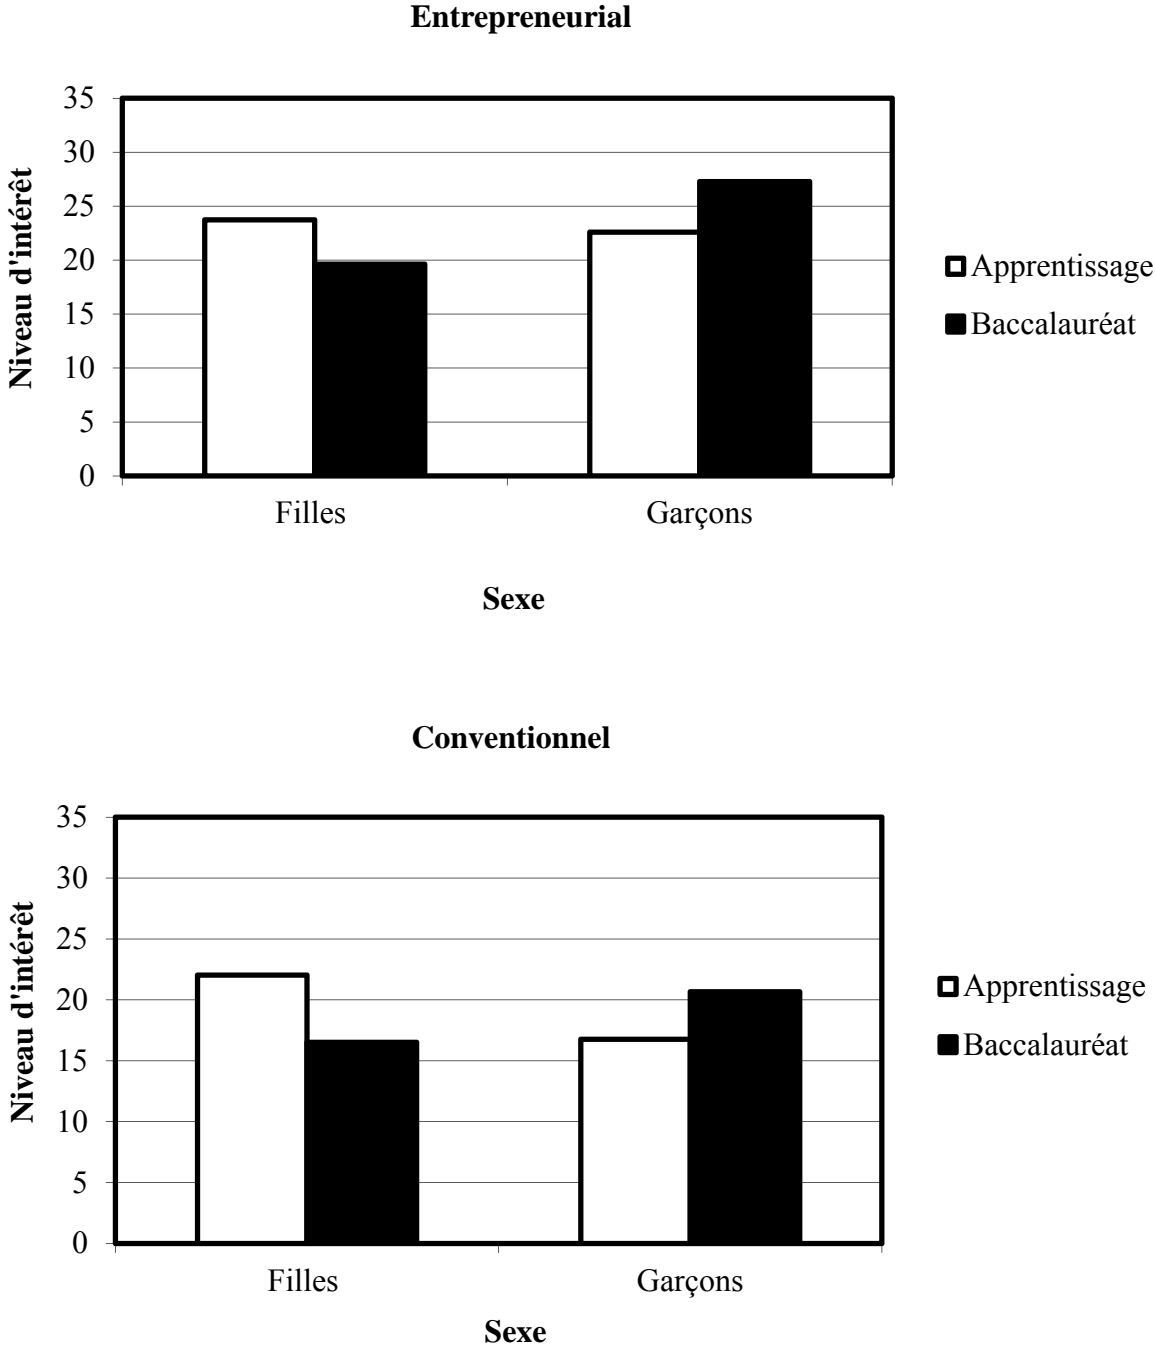 Entrepreneurial
35
30
25
20
15
10
5
0
Niveau d'intérêt
Filles
Garçons
Sexe
Apprentissage
Baccalauréat
Conventionnel
35
30
25
20
15
10
5
0
Niveau d'intérêt
Filles
Garçons
Sexe
Apprentissage
Baccalauréat